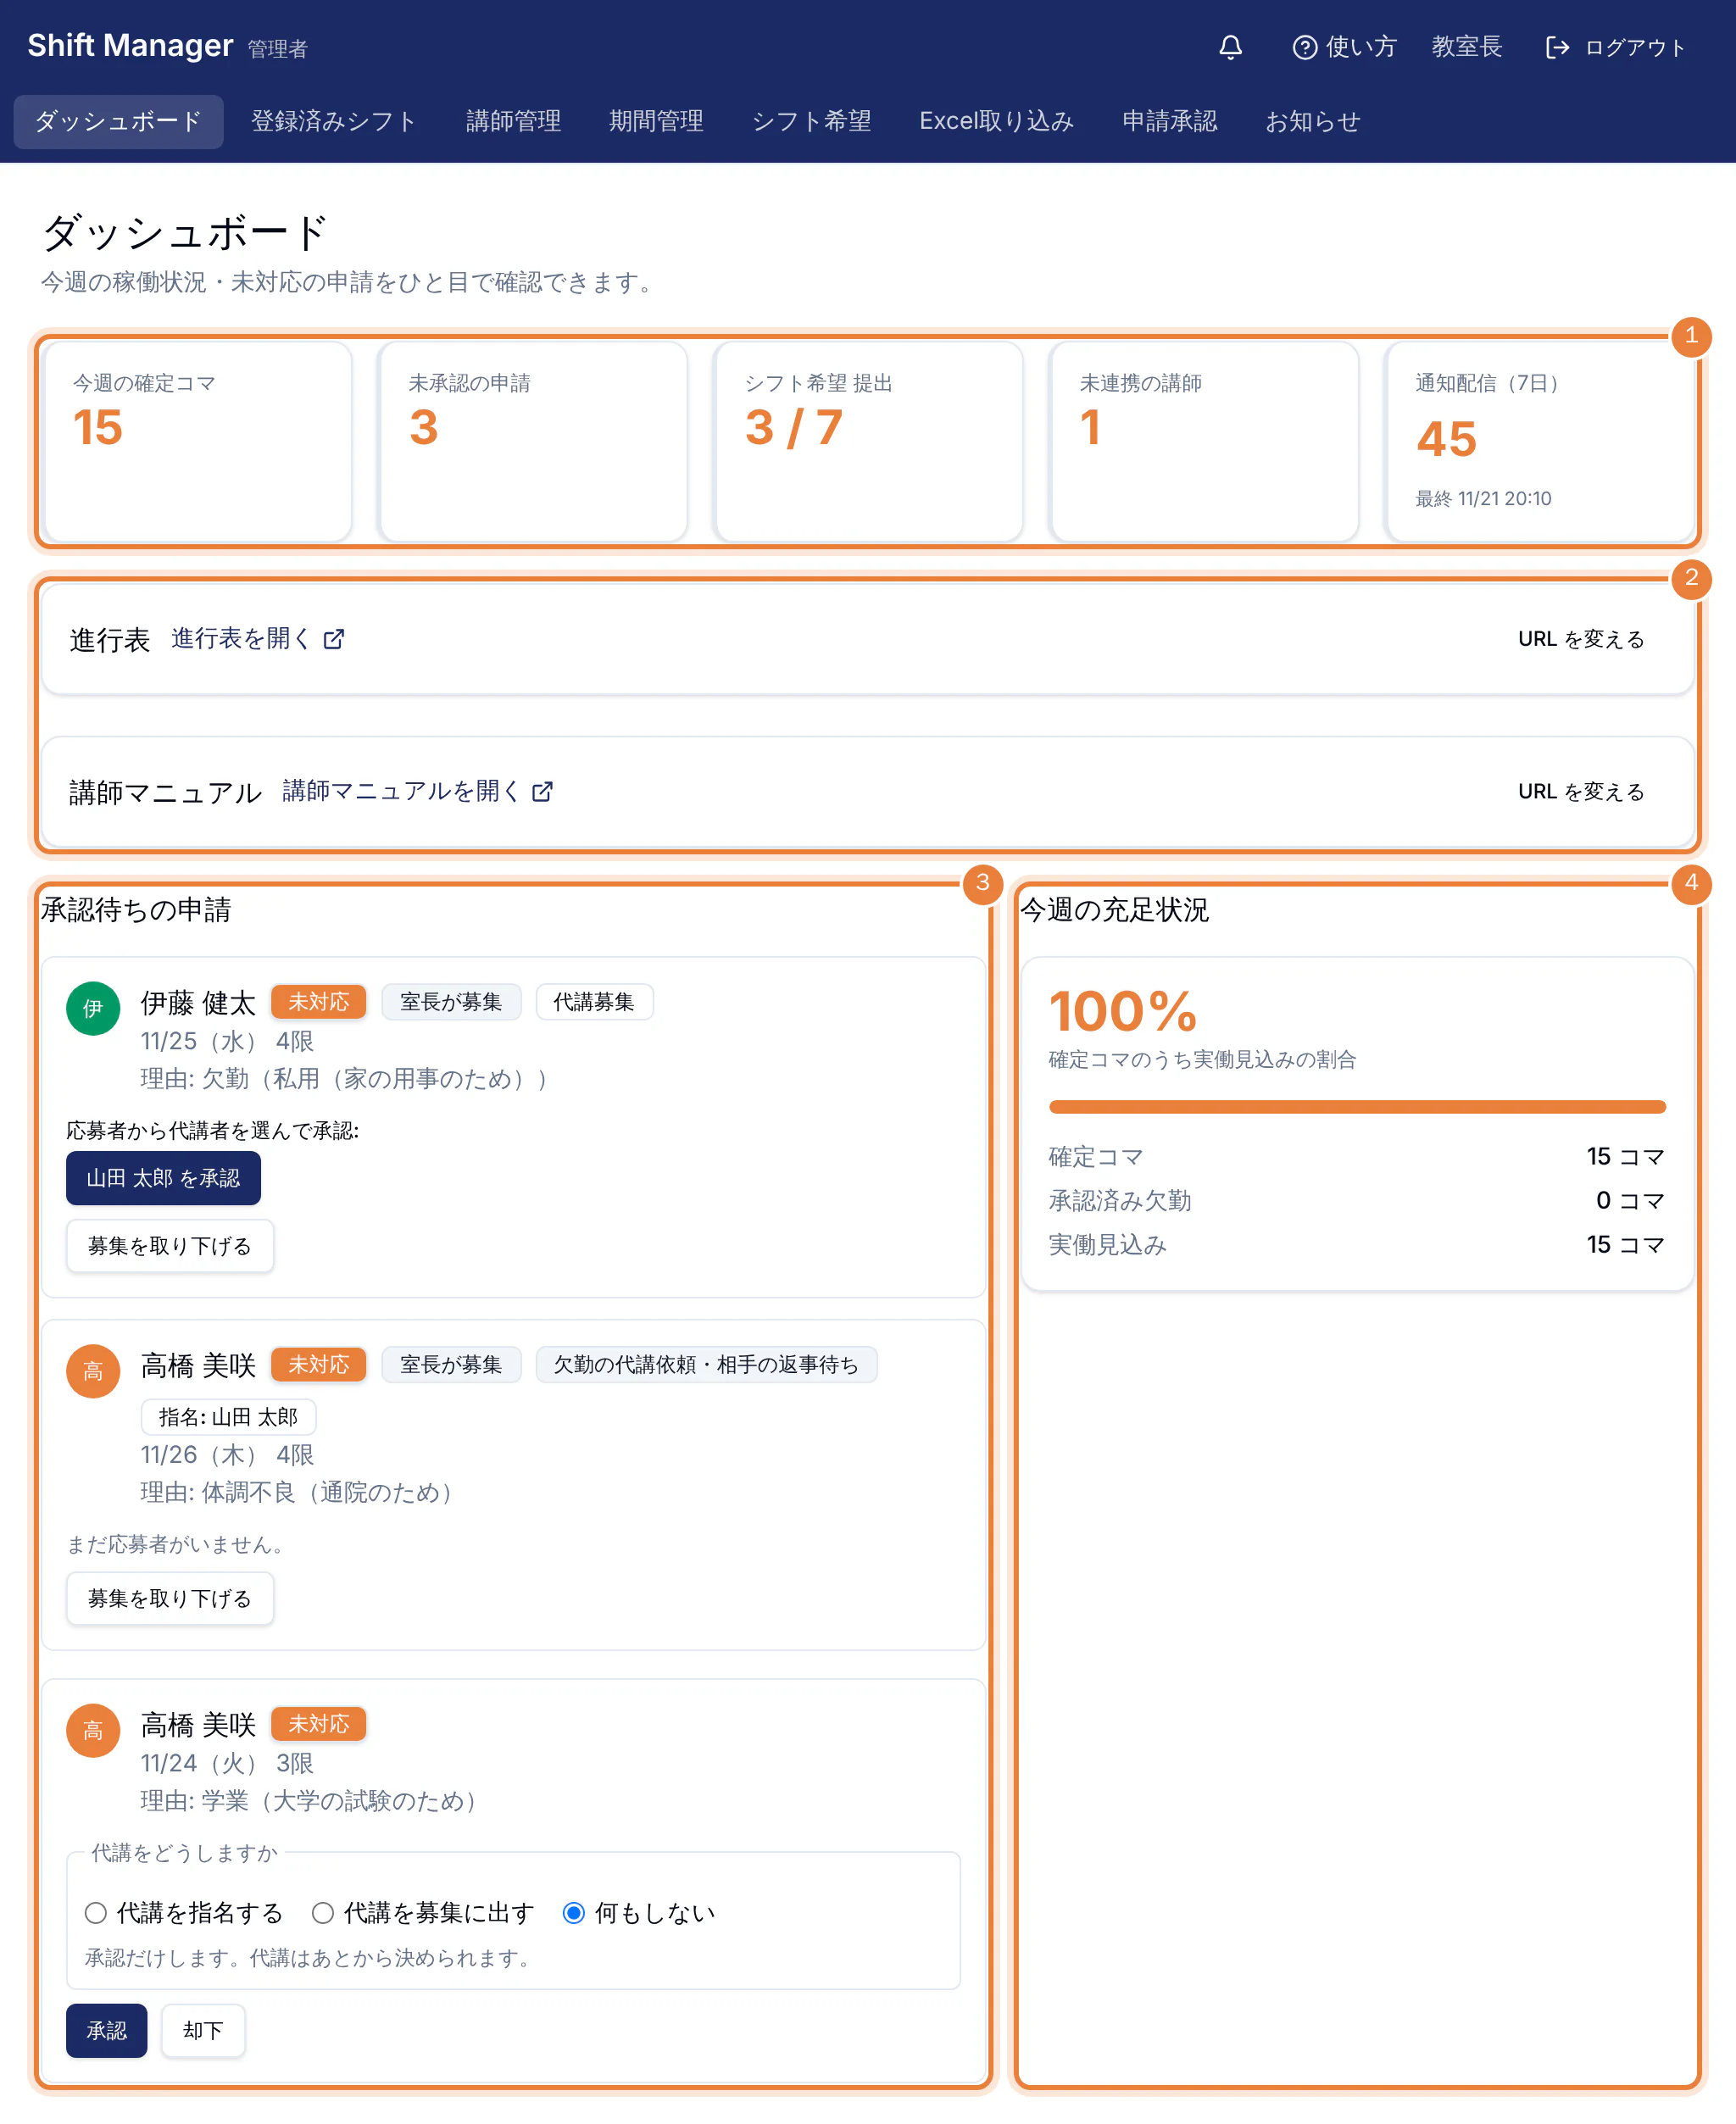 Shift Manager 管理者
使い方 教室長 ログアウト
ダッシュボード 登録済みシフト 講師管理 期間管理 シフト希望 Excel取り込み 申請承認 お知らせ
ダッシュボード
今週の稼働状況・未対応の申請をひと目で確認できます。
1
今週の確定コマ
15
未承認の申請
3
シフト希望 提出
3 / 7
未連携の講師
1
通知配信（7日）
45
最終 11/21 20:10
2
進行表 進行表を開く URL を変える
講師マニュアル 講師マニュアルを開く URL を変える
3
承認待ちの申請
伊 伊藤 健太 未対応 室長が募集 代講募集
11/25（水） 4限
理由: 欠勤（私用（家の用事のため））
応募者から代講者を選んで承認:
山田 太郎 を承認
募集を取り下げる
高 高橋 美咲 未対応 室長が募集 欠勤の代講依頼・相手の返事待ち
指名: 山田 太郎
11/26（木） 4限
理由: 体調不良（通院のため）
まだ応募者がいません。
募集を取り下げる
高 高橋 美咲 未対応
11/24（火） 3限
理由: 学業（大学の試験のため）
代講をどうしますか
代講を指名する 代講を募集に出す 何もしない
承認だけします。代講はあとから決められます。
承認 却下
4
今週の充足状況
100%
確定コマのうち実働見込みの割合
確定コマ 15 コマ
承認済み欠勤 0 コマ
実働見込み 15 コマ